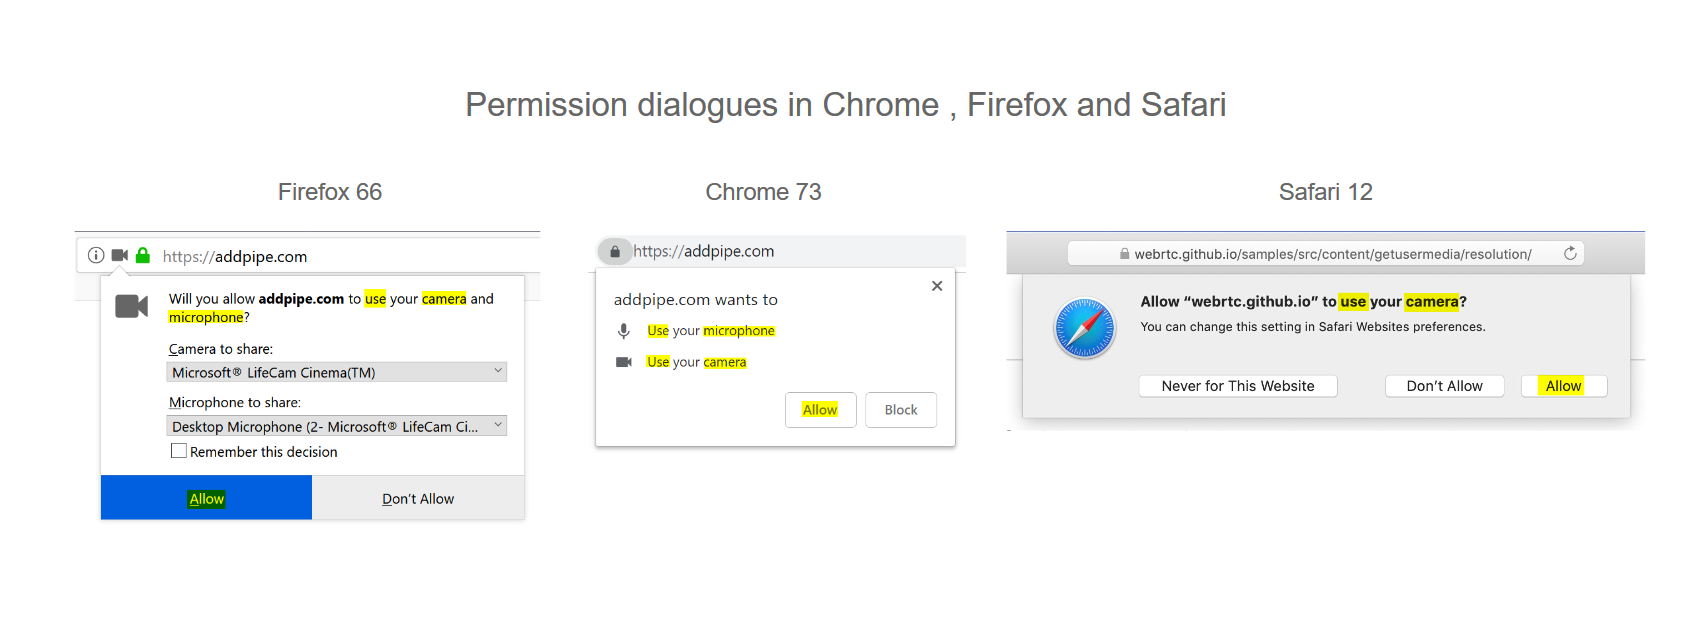 Permission dialogues in Chrome , Firefox and Safari
Firefox 66
https://addpipe.com
Will you allow addpipe.com to use your camera and
microphone?
Camera to share:
Microsoft® LifeCam Cinema(TM)
Microphone to share:
Desktop Microphone (2- Microsoft® LifeCam Ci...
Remember this decision
Allow
Don't Allow
Chrome 73
https://addpipe.com
addpipe.com wants to
Use your microphone
Use your camera
Allow
Block
Safari 12
webrtc.github.io/samples/src/content/getusermedia/resolution/
Allow “webrtc.github.io” to use your camera?
You can change this setting in Safari Websites preferences.
Never for This Website
Don't Allow
Allow